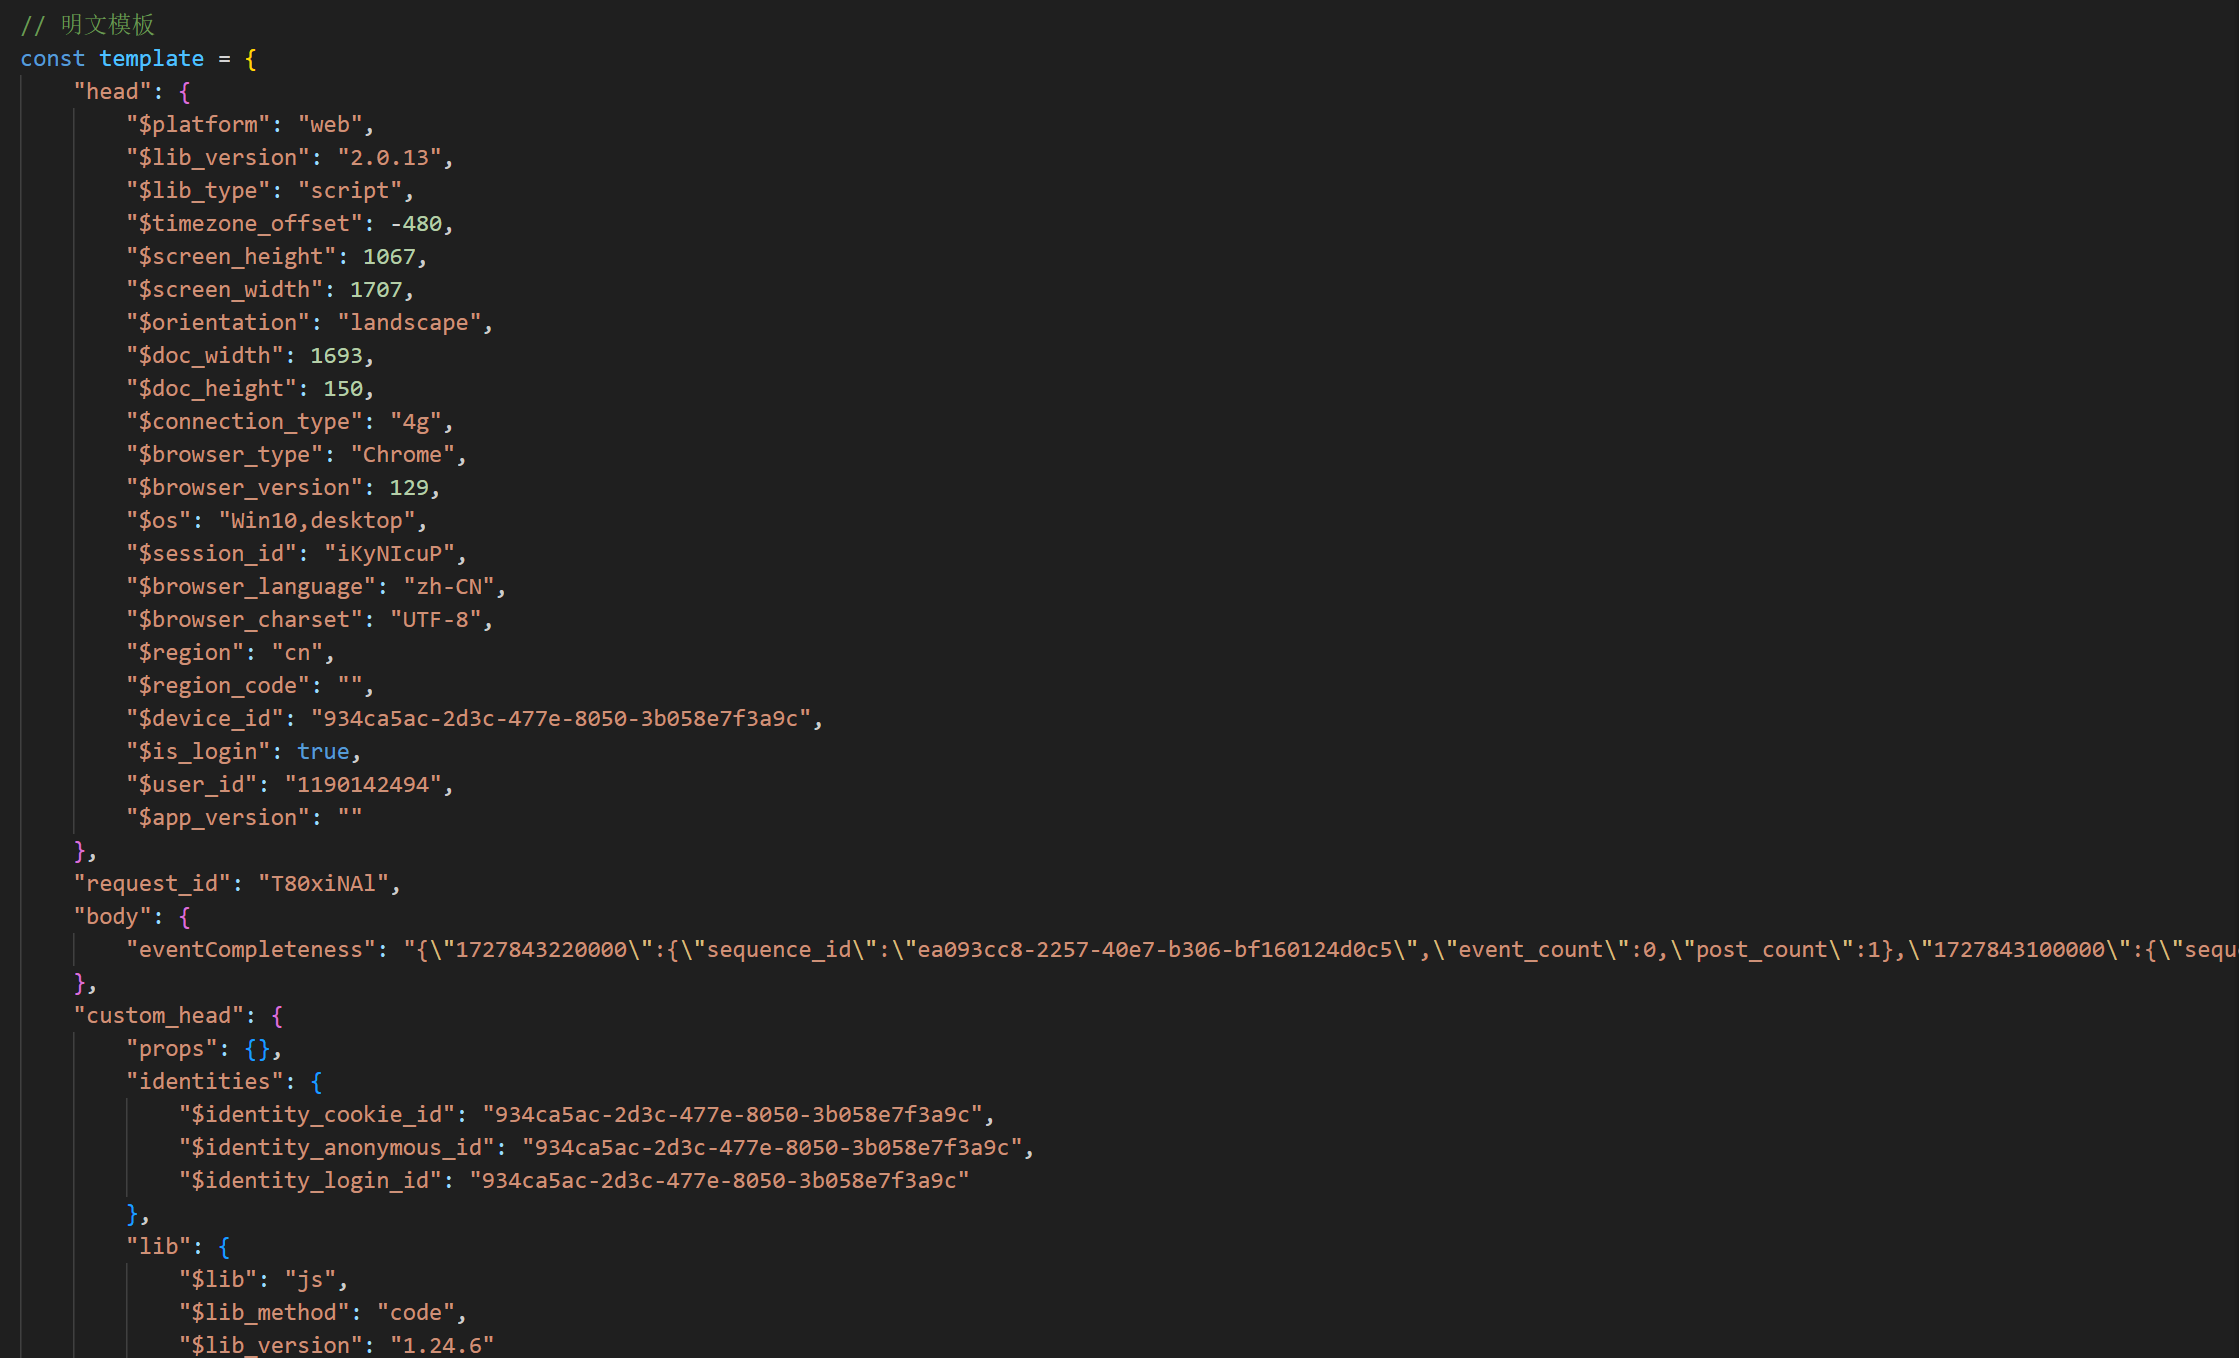 // 明文模板
const template = {
    "head": {
        "$platform": "web",
        "$lib_version": "2.0.13",
        "$lib_type": "script",
        "$timezone_offset": -480,
        "$screen_height": 1067,
        "$screen_width": 1707,
        "$orientation": "landscape",
        "$doc_width": 1693,
        "$doc_height": 150,
        "$connection_type": "4g",
        "$browser_type": "Chrome",
        "$browser_version": 129,
        "$os": "Win10,desktop",
        "$session_id": "iKyNIcuP",
        "$browser_language": "zh-CN",
        "$browser_charset": "UTF-8",
        "$region": "cn",
        "$region_code": "",
        "$device_id": "934ca5ac-2d3c-477e-8050-3b058e7f3a9c",
        "$is_login": true,
        "$user_id": "1190142494",
        "$app_version": ""
    },
    "request_id": "T80xiNAl",
    "body": {
        "eventCompleteness": "{\"1727843220000\":{\"sequence_id\":\"ea093cc8-2257-40e7-b306-bf160124d0c5\",\"event_count\":0,\"post_count\":1},\"1727843100000\":{\"sequ
    },
    "custom_head": {
        "props": {},
        "identities": {
            "$identity_cookie_id": "934ca5ac-2d3c-477e-8050-3b058e7f3a9c",
            "$identity_anonymous_id": "934ca5ac-2d3c-477e-8050-3b058e7f3a9c",
            "$identity_login_id": "934ca5ac-2d3c-477e-8050-3b058e7f3a9c"
        },
        "lib": {
            "$lib": "js",
            "$lib_method": "code",
            "$lib_version": "1.24.6"